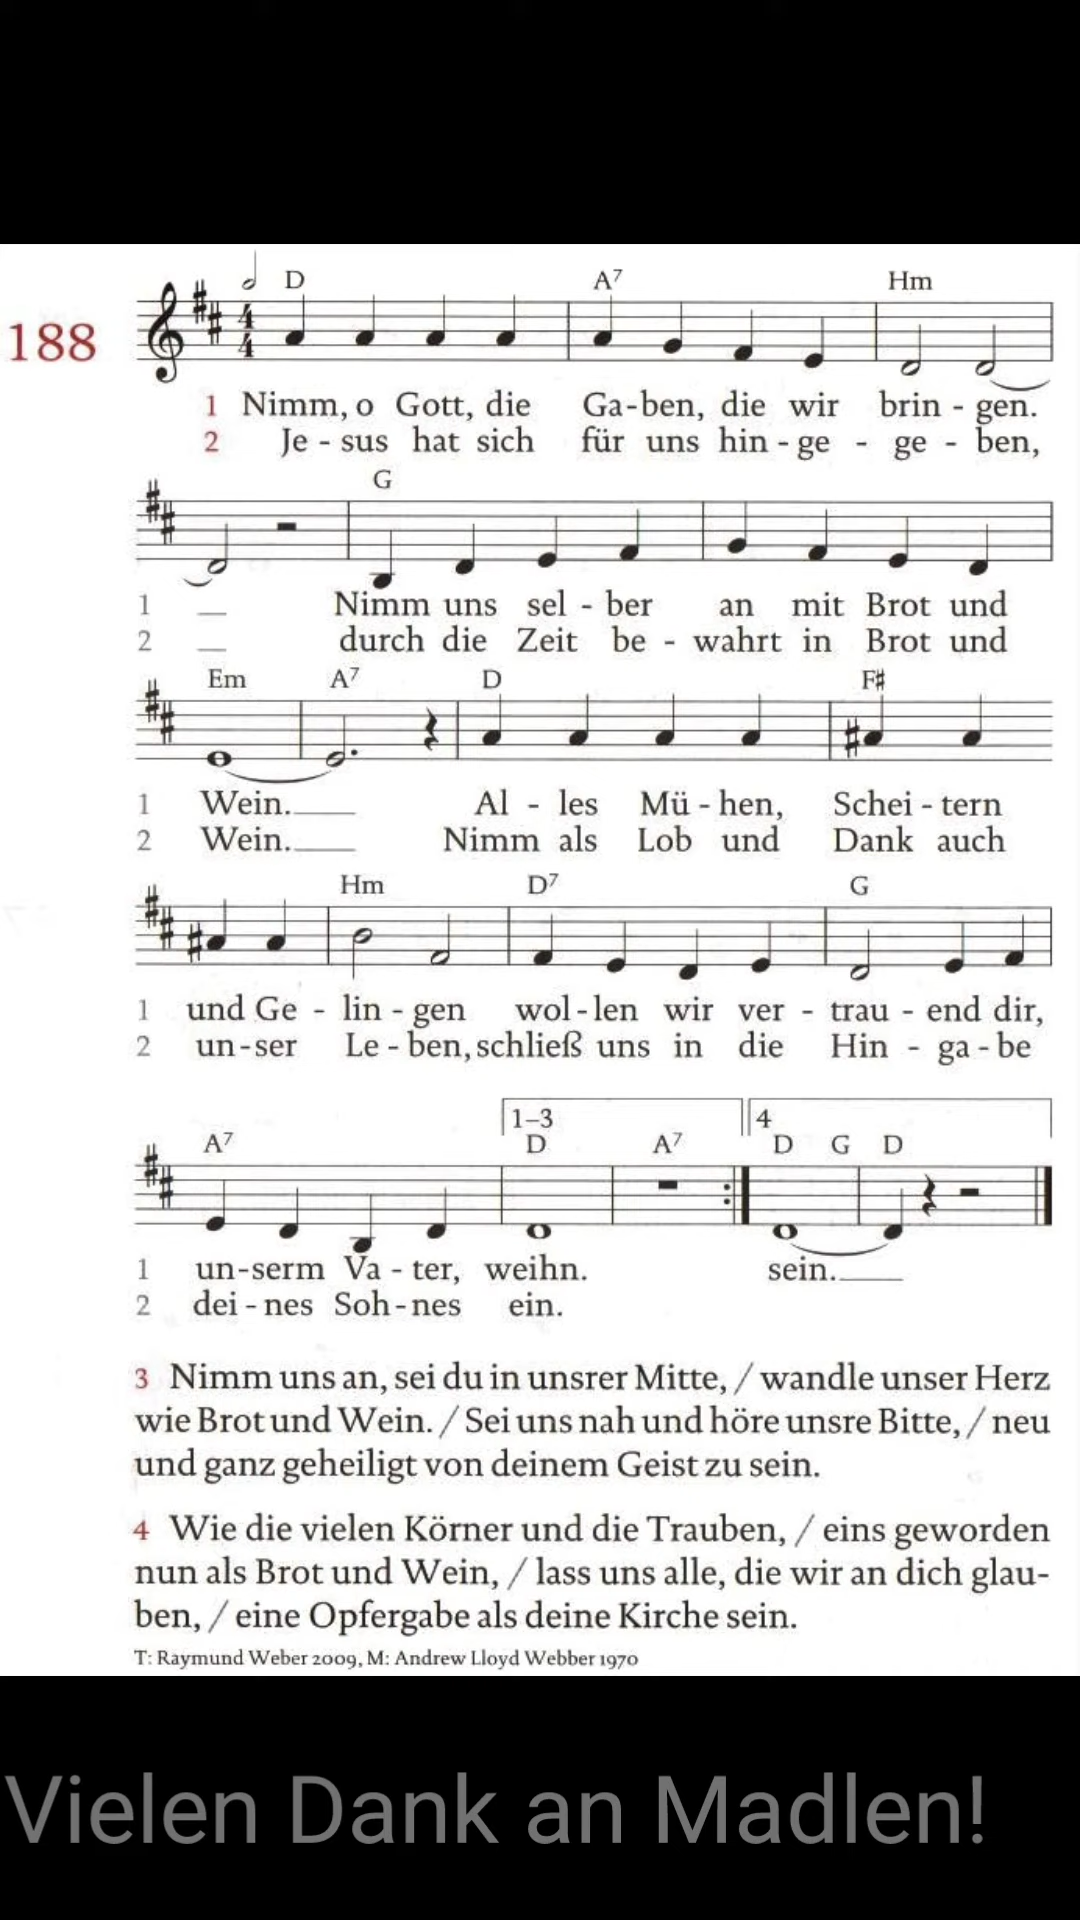 D A7 Hm
188
1 Nimm, o Gott, die Ga-ben, die wir brin - gen.
2 Je - sus hat sich für uns hin - ge - ge - ben,
G
1 Nimm uns sel - ber an mit Brot und
2 durch die Zeit be - wahrt in Brot und
Em A7 D F♯
1 Wein. Al - les Mü - hen, Schei - tern
2 Wein. Nimm als Lob und Dank auch
Hm D7 G
1 und Ge - lin - gen wol - len wir ver - trau - end dir,
2 un-ser Le - ben, schließ uns in die Hin - ga - be
1–3 4
A7 D A7 D G D
1 un-serm Va - ter, weihn. sein.
2 dei - nes Soh - nes ein.
3 Nimm uns an, sei du in unsrer Mitte, / wandle unser Herz
wie Brot und Wein. / Sei uns nah und höre unsre Bitte, / neu
und ganz geheiligt von deinem Geist zu sein.
4 Wie die vielen Körner und die Trauben, / eins geworden
nun als Brot und Wein, / lass uns alle, die wir an dich glau-
ben, / eine Opfergabe als deine Kirche sein.
T: Raymund Weber 2009, M: Andrew Lloyd Webber 1970
Vielen Dank an Madlen!